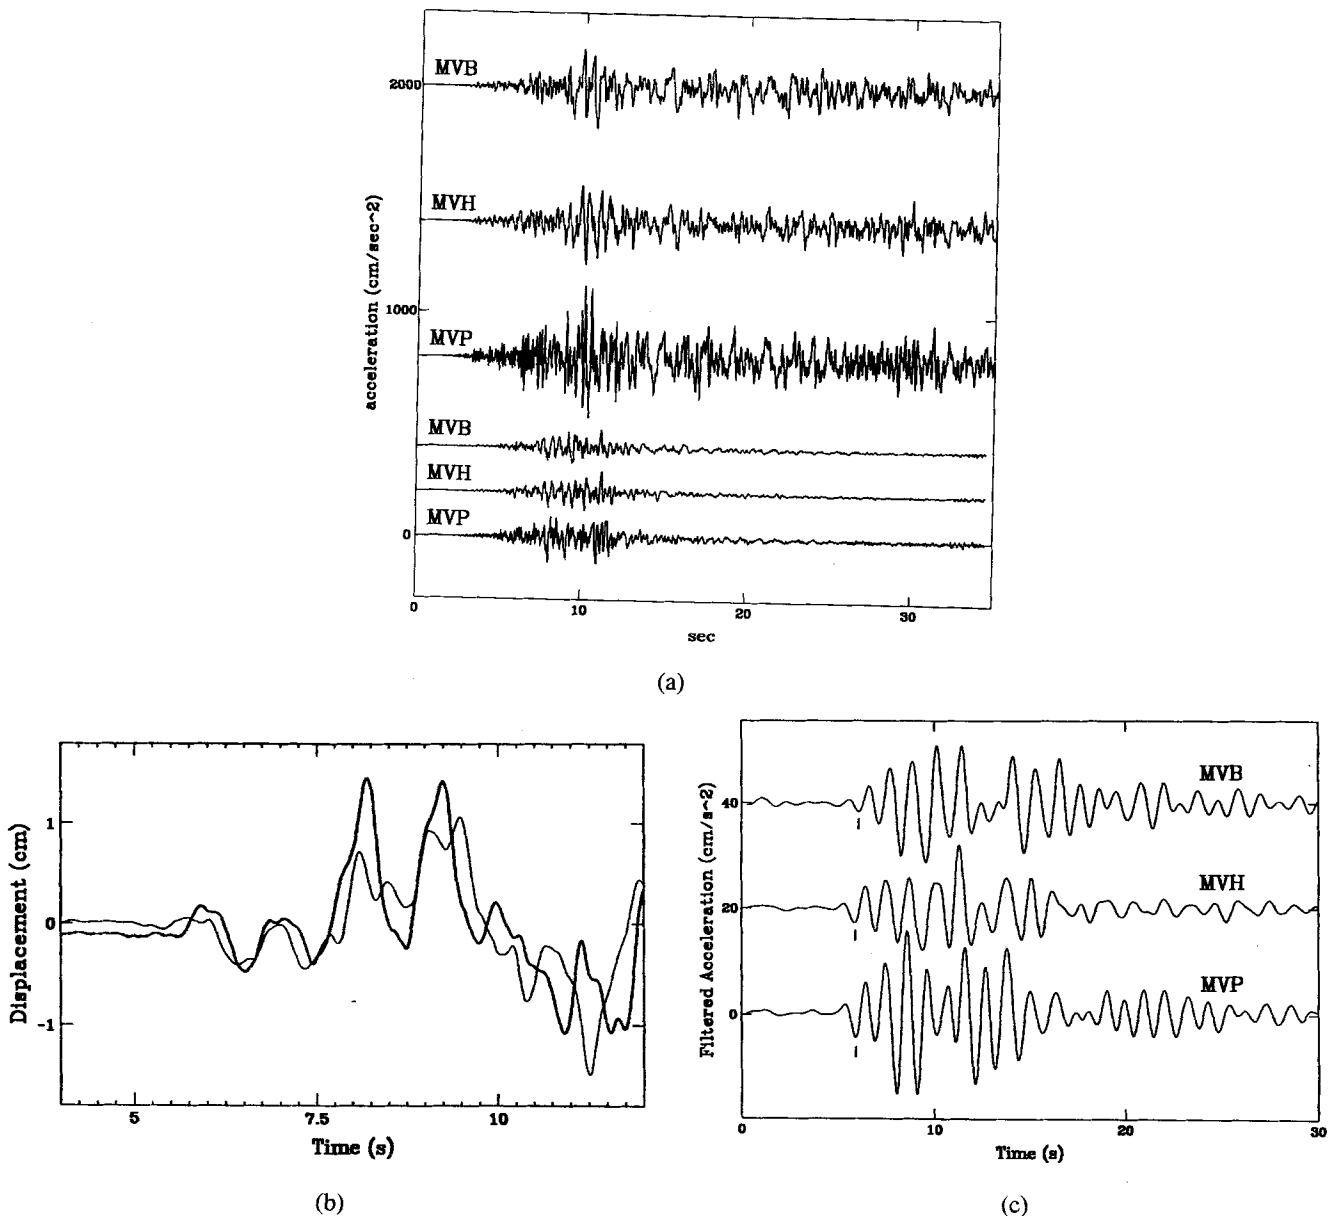 MVB
2000
MVH
acceleration (cm/sec^2)
1000
MVP
MVB
MVH
MVP
0
0
10
20
30
sec
(a)
1
0
-1
Displacement (cm)
5
7.5
10
Time (s)
(b)
MVB
40
MVH
20
MVP
0
Filtered Acceleration (cm/s^2)
0
10
20
30
Time (s)
(c)